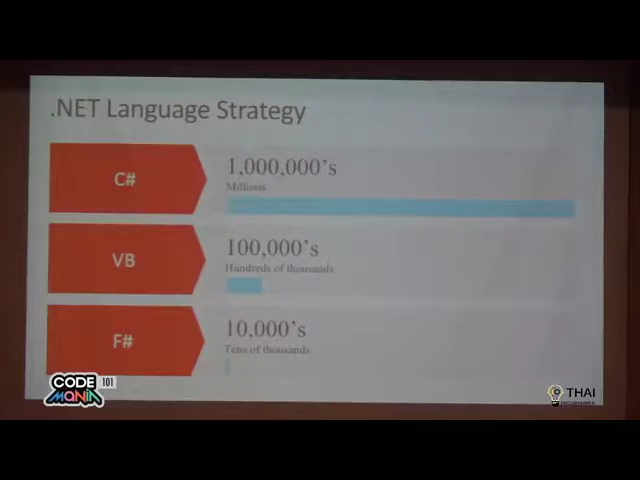 .NET Language Strategy
C#
1,000,000's
Millions
VB
100,000's
Hundreds of thousands
F#
10,000's
Tens of thousands
CODE 101
MANIA
THAI
PROGRAMMER